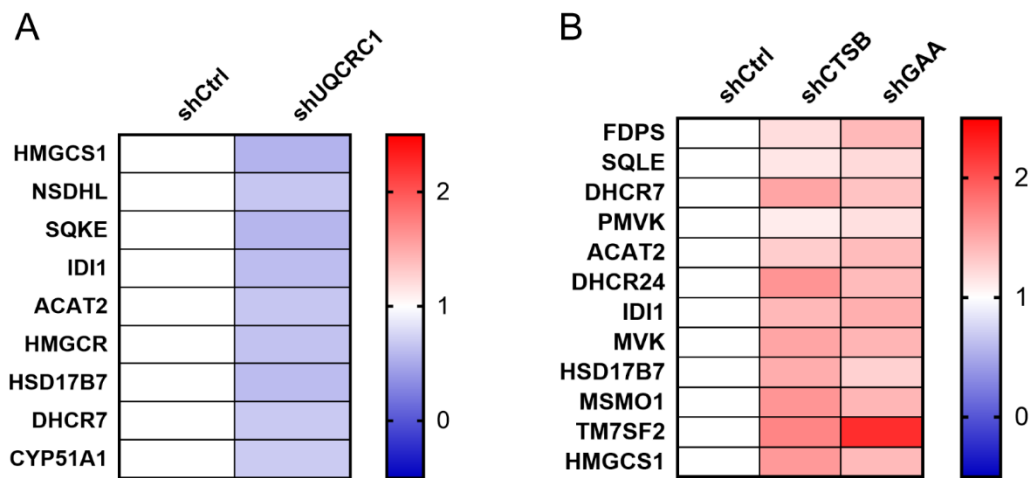 A
shCtrl
shUQCRC1
HMGCS1
NSDHL
SQKE
IDI1
ACAT2
HMGCR
HSD17B7
DHCR7
CYP51A1
2
1
0
B
shCtrl
shCTSB
shGAA
FDPS
SQLE
DHCR7
PMVK
ACAT2
DHCR24
IDI1
MVK
HSD17B7
MSMO1
TM7SF2
HMGCS1
2
1
0